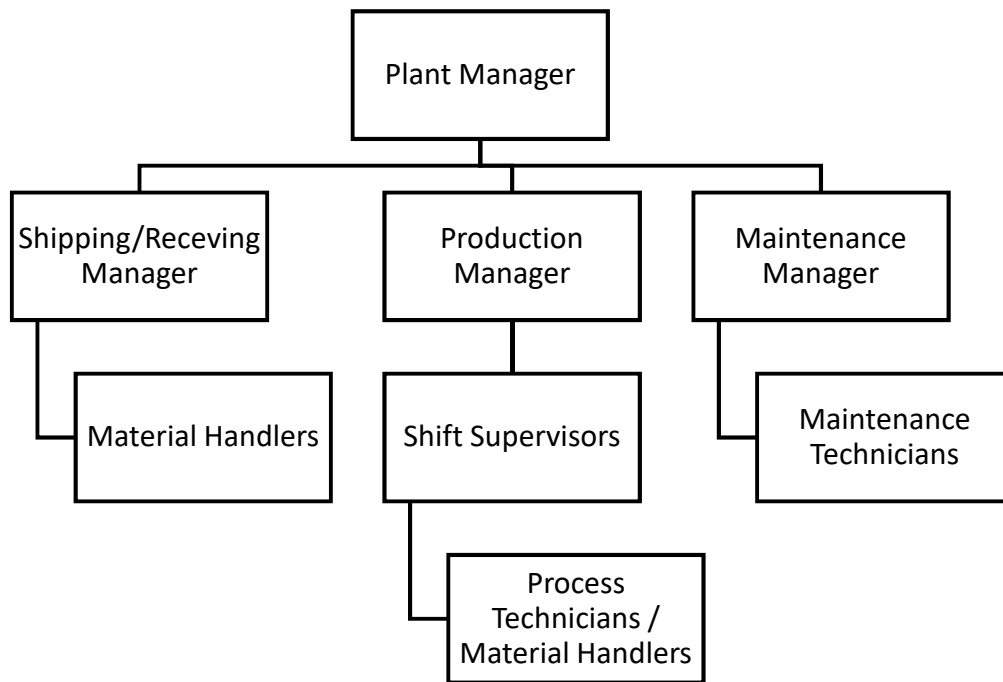 Plant Manager
Shipping/Receving
Manager
Production
Manager
Maintenance
Manager
Material Handlers
Shift Supervisors
Maintenance
Technicians
Process
Technicians /
Material Handlers